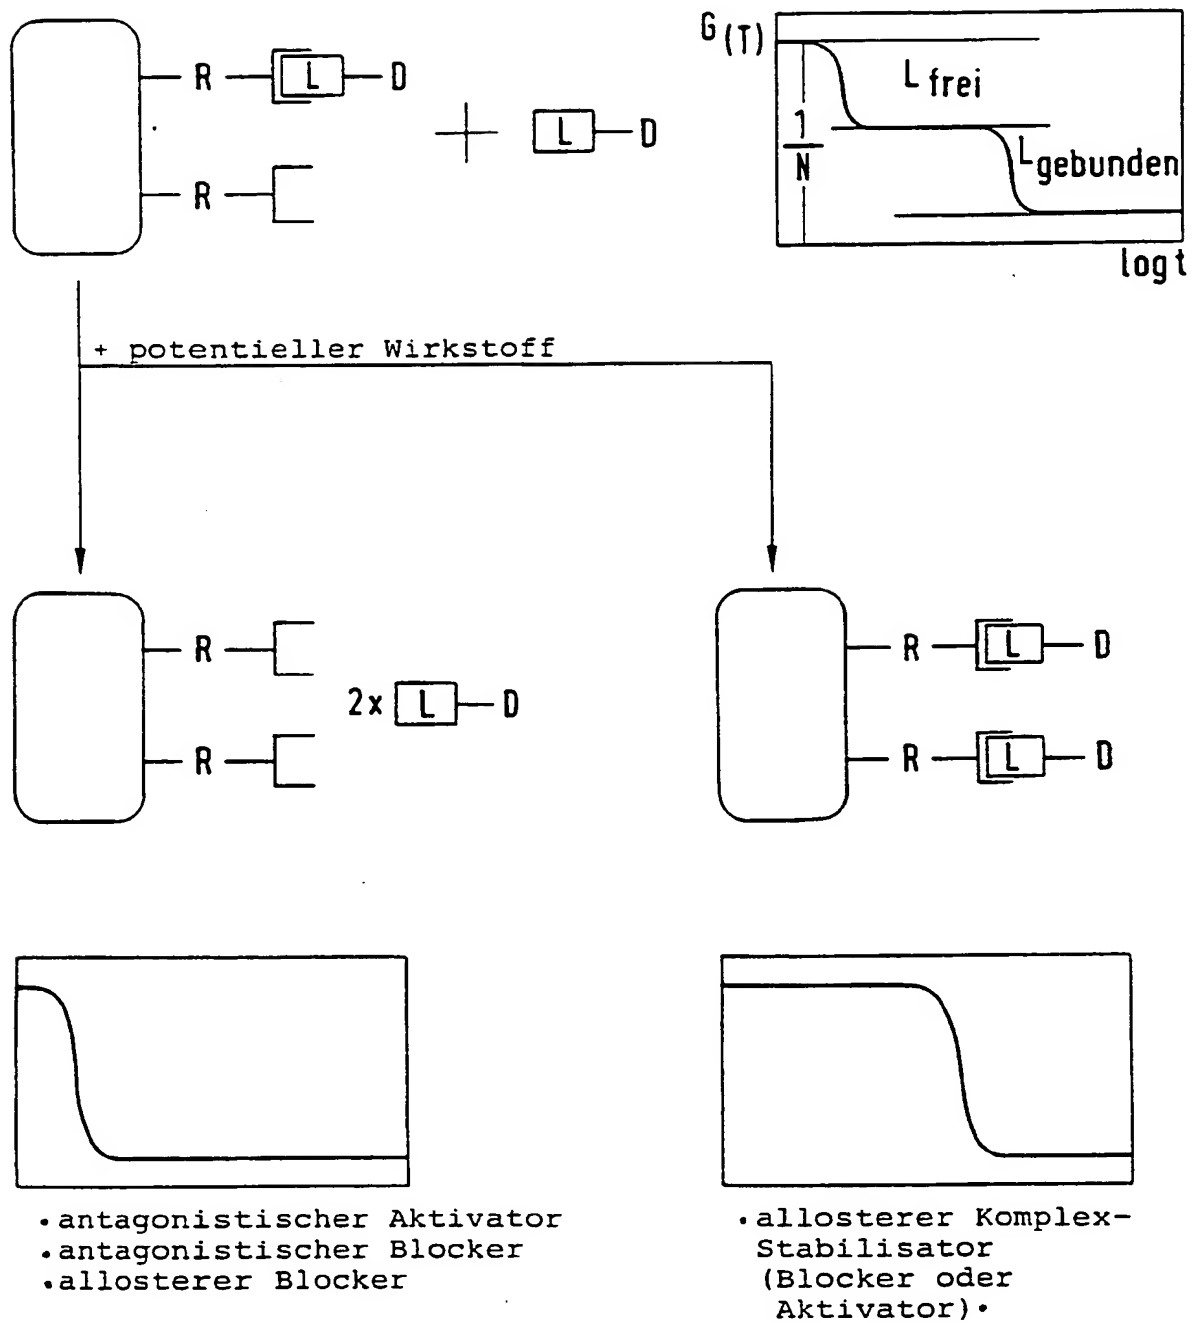 R L D
+ L D
R
G(T)
L frei
1
N
L gebunden
log t
+ potentieller Wirkstoff
R
2x L D
R
R L D
R L D
•antagonistischer Aktivator
•antagonistischer Blocker
•allosterer Blocker
•allosterer Komplex-
Stabilisator
(Blocker oder
Aktivator)•